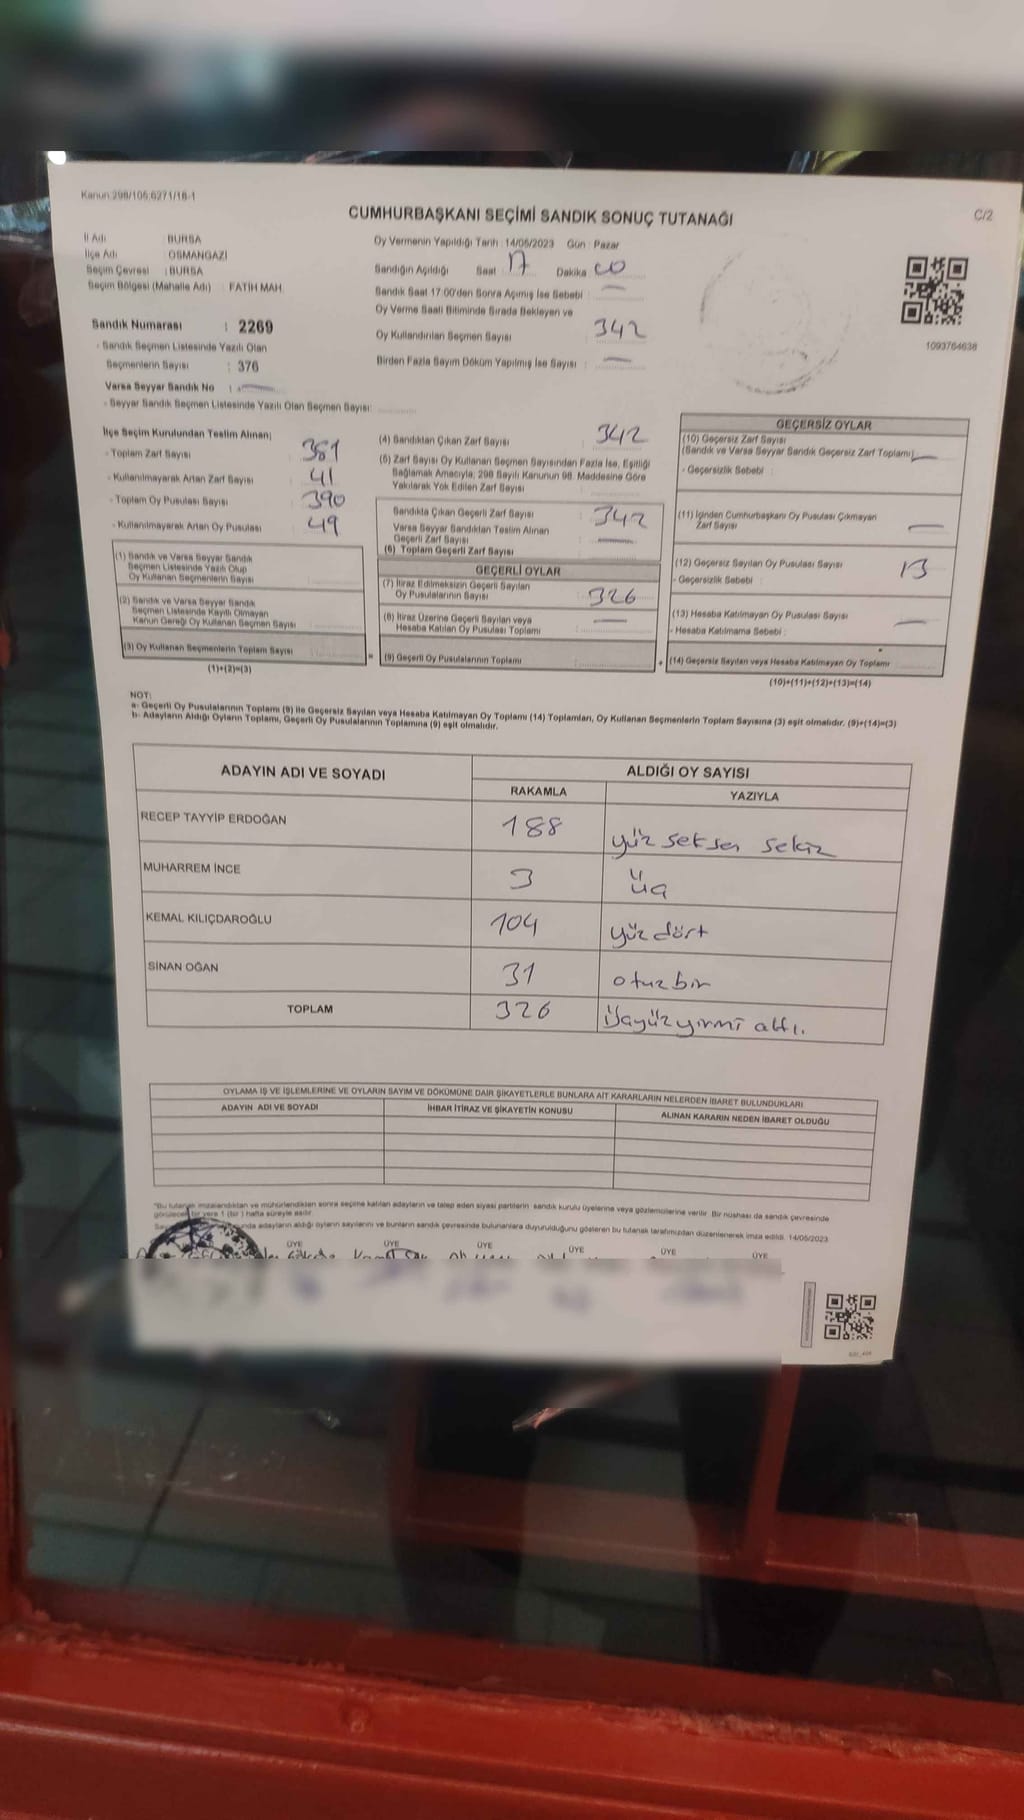 Kanun:298/105;6271/18-1
C/2
CUMHURBAŞKANI SEÇİMİ SANDIK SONUÇ TUTANAĞI
İl Adı : BURSA
İlçe Adı : OSMANGAZİ
Seçim Çevresi : BURSA
Seçim Bölgesi (Mahalle Adı) : FATİH MAH.
Sandık Numarası : 2269
- Sandık Seçmen Listesinde Yazılı Olan
Seçmenlerin Sayısı : 376
Varsa Seyyar Sandık No :
- Seyyar Sandık Seçmen Listesinde Yazılı Olan Seçmen Sayısı:
Oy Vermenin Yapıldığı Tarih : 14/05/2023 Gün : Pazar
Sandığın Açıldığı Saat 17 Dakika 00
Sandık Saat 17:00'den Sonra Açımış İse Sebebi : —
Oy Verme Saati Bitiminde Sırada Bekleyen ve
Oy Kullandırılan Seçmen Sayısı : 342
Birden Fazla Sayım Döküm Yapılmış İse Sayısı : —
1093764638
İlçe Seçim Kurulundan Teslim Alınan;
- Toplam Zarf Sayısı : 381
- Kullanılmayarak Artan Zarf Sayısı : 41
- Toplam Oy Pusulası Sayısı : 390
- Kullanılmayarak Artan Oy Pusulası : 49
(1) Sandık ve Varsa Seyyar Sandık
Seçmen Listesinde Yazılı Olup
Oy Kullanan Seçmenlerin Sayısı :
(2) Sandık ve Varsa Seyyar Sandık
Seçmen Listesinde Kayıtlı Olmayan
Kanun Gereği Oy Kullanan Seçmen Sayısı :
(3) Oy Kullanan Seçmenlerin Toplam Sayısı :
(1)+(2)=(3)
(4) Sandıktan Çıkan Zarf Sayısı : 342
(5) Zarf Sayısı Oy Kullanan Seçmen Sayısından Fazla İse, Eşitliği
Sağlamak Amacıyla; 298 Sayılı Kanunun 98. Maddesine Göre
Yakılarak Yok Edilen Zarf Sayısı :
Sandıkta Çıkan Geçerli Zarf Sayısı : 342
Varsa Seyyar Sandıktan Teslim Alınan
Geçerli Zarf Sayısı : —
(6) Toplam Geçerli Zarf Sayısı
GEÇERLİ OYLAR
(7) İtiraz Edilmeksizin Geçerli Sayılan
Oy Pusulalarının Sayısı : 326
(8) İtiraz Üzerine Geçerli Sayılan veya
Hesaba Katılan Oy Pusulası Toplamı : —
(9) Geçerli Oy Pusulalarının Toplamı :
GEÇERSİZ OYLAR
(10) Geçersiz Zarf Sayısı
(Sandık ve Varsa Seyyar Sandık Geçersiz Zarf Toplamı) —
- Geçersizlik Sebebi :
(11) İçinden Cumhurbaşkanı Oy Pusulası Çıkmayan
Zarf Sayısı —
(12) Geçersiz Sayılan Oy Pusulası Sayısı 13
- Geçersizlik Sebebi :
(13) Hesaba Katılmayan Oy Pusulası Sayısı —
- Hesaba Katılmama Sebebi :
(14) Geçersiz Sayılan veya Hesaba Katılmayan Oy Toplamı
(10)+(11)+(12)+(13)=(14)
NOT:
a- Geçerli Oy Pusulalarının Toplamı (9) ile Geçersiz Sayılan veya Hesaba Katılmayan Oy Toplamı (14) Toplamları, Oy Kullanan Seçmenlerin Toplam Sayısına (3) eşit olmalıdır. (9)+(14)=(3)
b- Adayların Aldığı Oyların Toplamı, Geçerli Oy Pusulalarının Toplamına (9) eşit olmalıdır.
ADAYIN ADI VE SOYADI ALDIĞI OY SAYISI
RAKAMLA YAZIYLA
RECEP TAYYİP ERDOĞAN 188 yüz seksen sekiz
MUHARREM İNCE 3 üç
KEMAL KILIÇDAROĞLU 104 yüz dört
SİNAN OĞAN 31 otuzbir
TOPLAM 326 üçyüzyirmi altı.
OYLAMA İŞ VE İŞLEMLERİNE VE OYLARIN SAYIM VE DÖKÜMÜNE DAİR ŞİKAYETLERLE BUNLARA AİT KARARLARIN NELERDEN İBARET BULUNDUKLARI
ADAYIN ADI VE SOYADI İHBAR İTİRAZ VE ŞİKAYETİN KONUSU ALINAN KARARIN NEDEN İBARET OLDUĞU
"Bu tutanak imzalandıktan ve mühürlendikten sonra seçime katılan adayların ve talep eden siyasi partilerin sandık kurulu üyelerine veya gözlemcilerine verilir. Bir nüshası da sandık çevresinde
görülecek bir yere 1 (bir ) hafta süreyle asılır.
adayların aldığı oyların sayılarını ve bunların sandık çevresinde bulunanlara duyurulduğunu gösteren bu tutanak tarafımızdan düzenlenerek imza edildi. 14/05/2023
ÜYE ÜYE ÜYE ÜYE ÜYE ÜYE